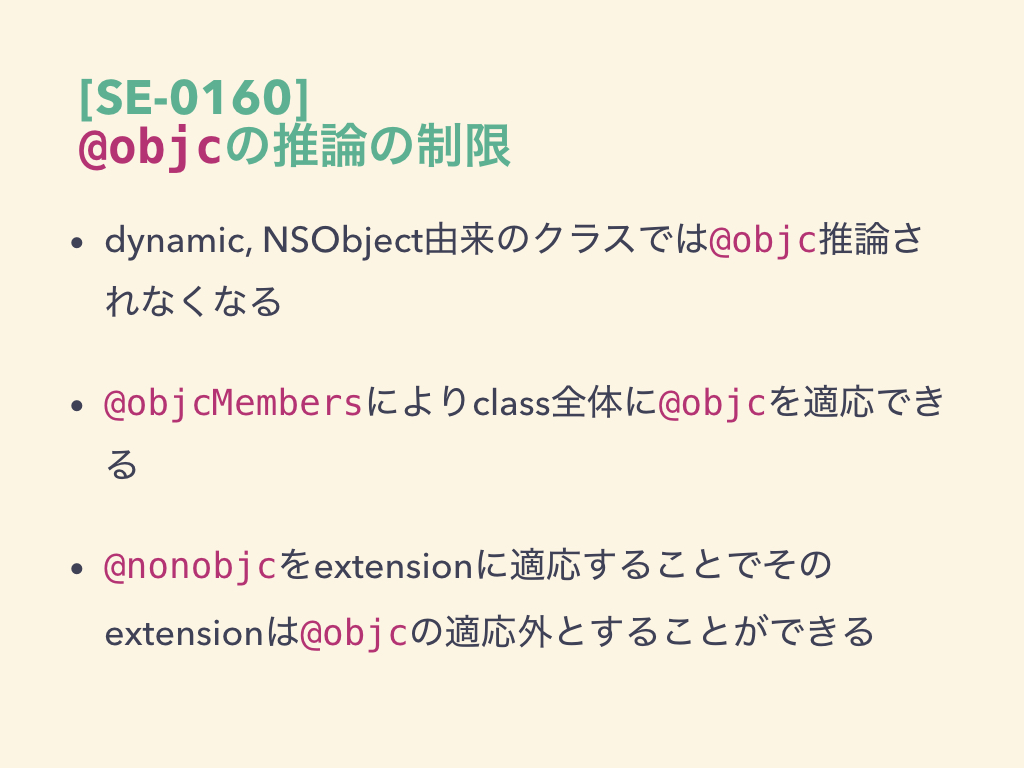 [SE-0160]
@objcの推論の制限
• dynamic, NSObject由来のクラスでは@objc推論さ
れなくなる
• @objcMembersによりclass全体に@objcを適応でき
る
• @nonobjcをextensionに適応することでその
extensionは@objcの適応外とすることができる